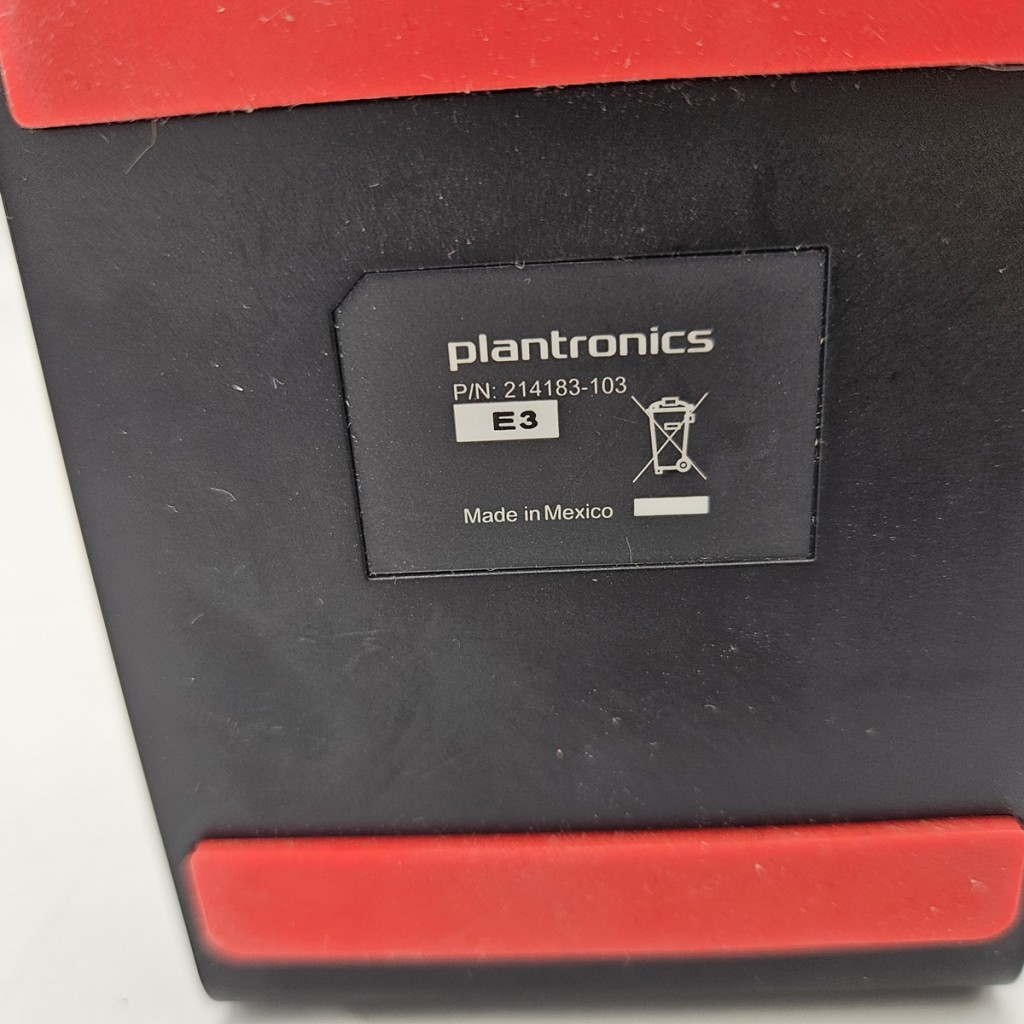 plantronics
P/N: 214183-103
E3
Made in Mexico